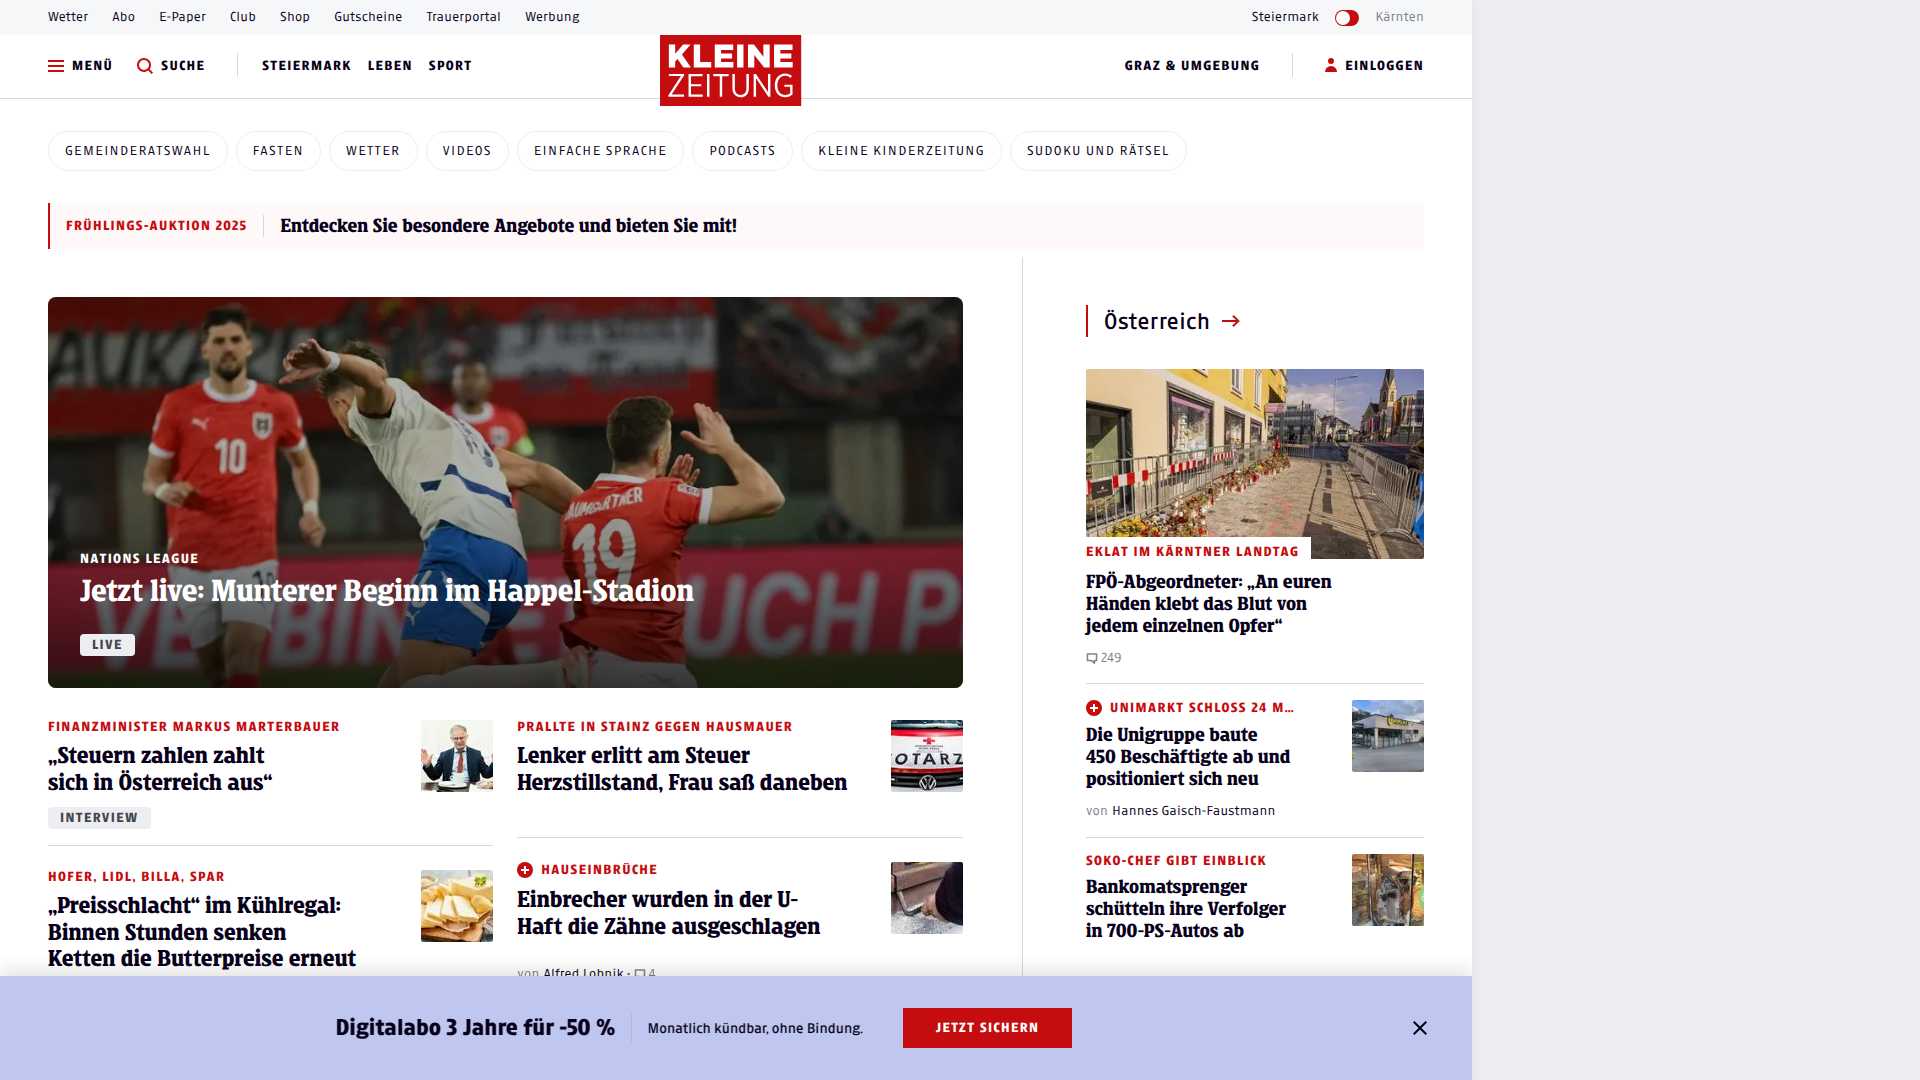 Wetter Abo E-Paper Club Shop Gutscheine Trauerportal Werbung Steiermark Kärnten
MENÜ SUCHE STEIERMARK LEBEN SPORT KLEINE ZEITUNG GRAZ & UMGEBUNG EINLOGGEN
GEMEINDERATSWAHL FASTEN WETTER VIDEOS EINFACHE SPRACHE PODCASTS KLEINE KINDERZEITUNG SUDOKU UND RÄTSEL
FRÜHLINGS-AUKTION 2025 Entdecken Sie besondere Angebote und bieten Sie mit!
10
BAUMGARTNER
19
NATIONS LEAGUE
Jetzt live: Munterer Beginn im Happel-Stadion
LIVE
FINANZMINISTER MARKUS MARTERBAUER
„Steuern zahlen zahlt
sich in Österreich aus“
INTERVIEW
HOFER, LIDL, BILLA, SPAR
„Preisschlacht“ im Kühlregal:
Binnen Stunden senken
Ketten die Butterpreise erneut
PRALLTE IN STAINZ GEGEN HAUSMAUER
Lenker erlitt am Steuer
Herzstillstand, Frau saß daneben
OTARZ
HAUSEINBRÜCHE
Einbrecher wurden in der U-
Haft die Zähne ausgeschlagen
von Alfred Lobnik · 4
Österreich
EKLAT IM KÄRNTNER LANDTAG
FPÖ-Abgeordneter: „An euren
Händen klebt das Blut von
jedem einzelnen Opfer“
249
UNIMARKT SCHLOSS 24 M...
Die Unigruppe baute
450 Beschäftigte ab und
positioniert sich neu
von Hannes Gaisch-Faustmann
SOKO-CHEF GIBT EINBLICK
Bankomatsprenger
schütteln ihre Verfolger
in 700-PS-Autos ab
Digitalabo 3 Jahre für -50 % Monatlich kündbar, ohne Bindung. JETZT SICHERN